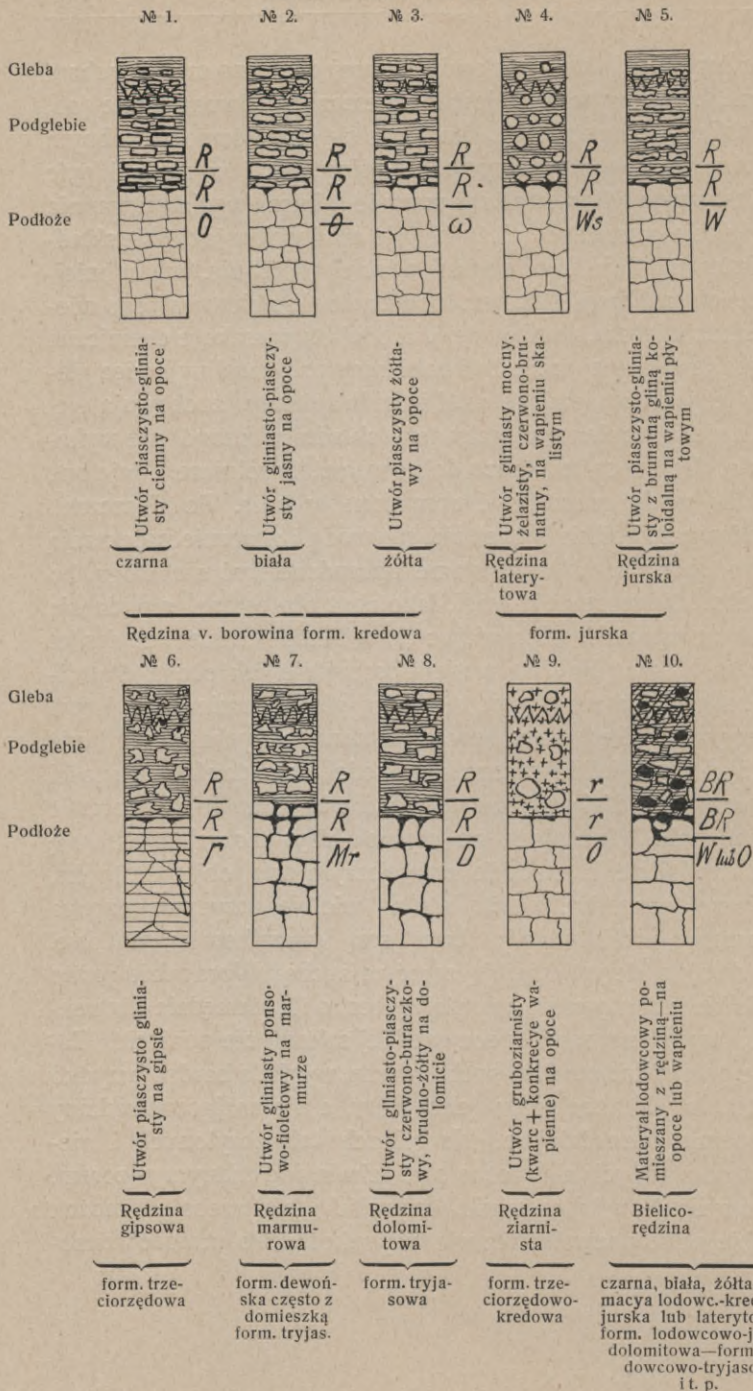 № 1. № 2. № 3. № 4. № 5.
Gleba
Podglebie
Podłoże
R
R
O
R
R
O
R
R.
ω
R
R
Ws
R
R
W
Utwór piasczysto-glinia-
sty ciemny na opoce
Utwór gliniasto-piasczy-
sty jasny na opoce
Utwór piasczysty żółta-
wy na opoce
Utwór gliniasty mocny,
żelazisty, czerwono-bru-
natny, na wapieniu ska-
listym
Utwór piasczysto-glinia-
sty z brunatną gliną ko-
loidalną na wapieniu pły-
towym
czarna
biała
żółta
Rędzina
latery-
towa
Rędzina
jurska
Rędzina v. borowina form. kredowa
form. jurska
№ 6. № 7. № 8. № 9. № 10.
Gleba
Podglebie
Podłoże
R
R
Γ
R
R
Mr
R
R
D
r
r
O
BR
BR
W lub O
Utwór piasczysto glinia-
sty na gipsie
Utwór gliniasty ponso-
wo-fioletowy na mar-
murze
Utwór gliniasto-piasczy-
sty czerwono-buraczko-
wy, brudno-żółty na do-
lomicie
Utwór gruboziarnisty
(kwarc + konkrecye wa-
pienne) na opoce
Materyał lodowcowy po-
mieszany z rędziną—na
opoce lub wapieniu
Rędzina
gipsowa
Rędzina
marmu-
rowa
Rędzina
dolomi-
towa
Rędzina
ziarni-
sta
Bielico-
rędzina
form. trze-
ciorzędowa
form. dewoń-
ska często z
domieszką
form. tryjas.
form. tryja-
sowa
form. trze-
ciorzędowo-
kredowa
czarna, biała, żółta
macya lodowc.-kred
jurska lub lateryto
form. lodowcowo-j
dolomitowa—form
dowcowo-tryjaso
i t. p.